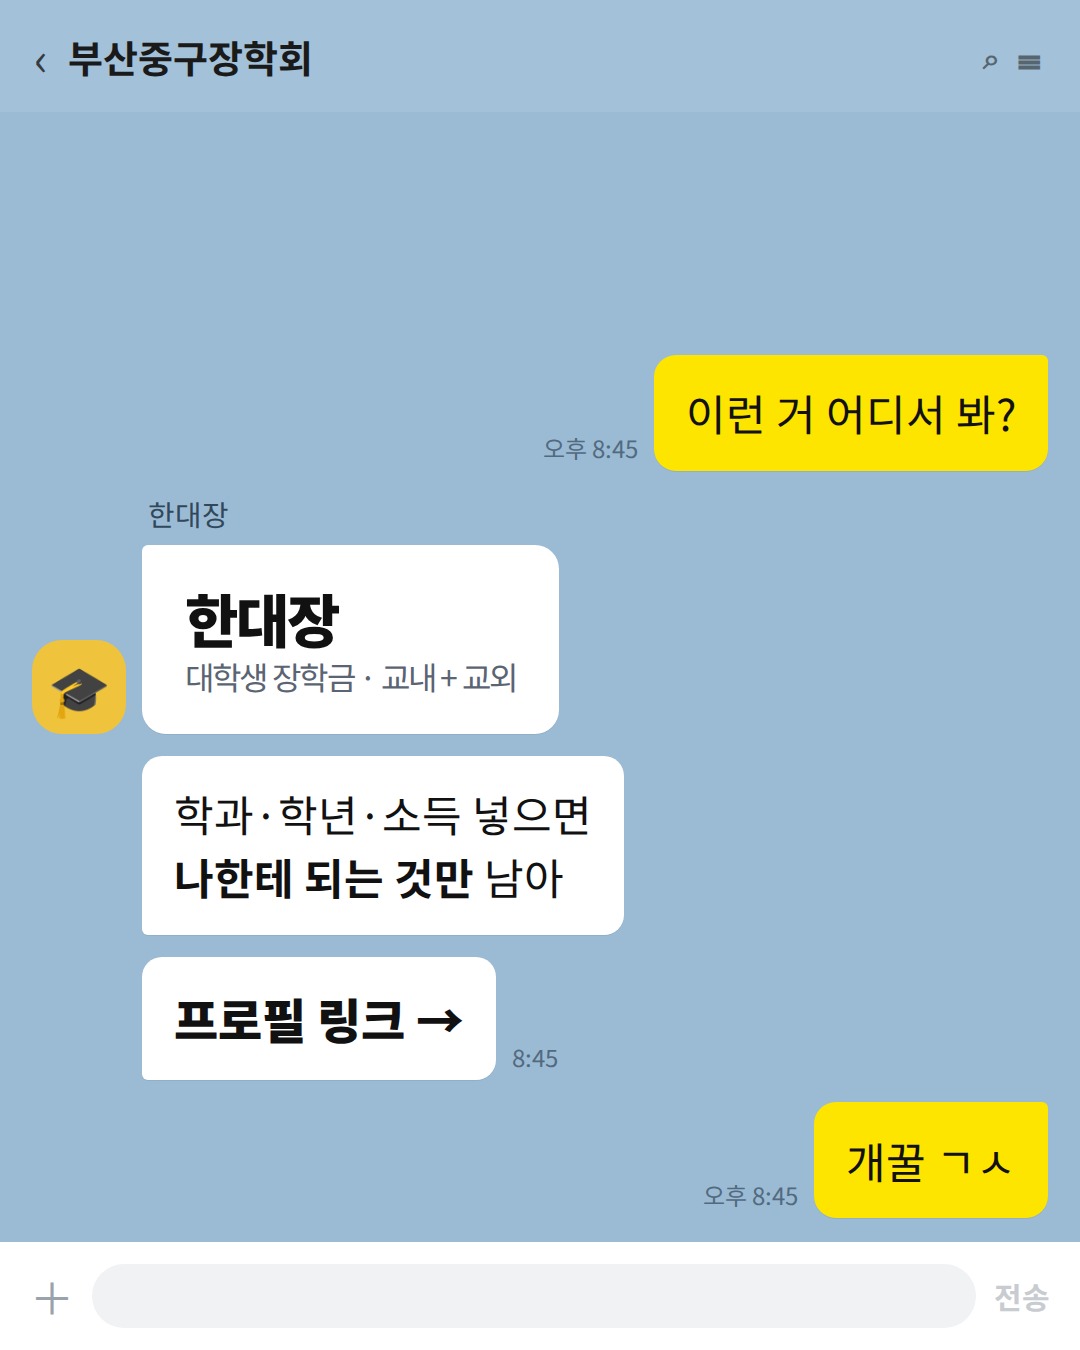 부산중구장학회
이런 거 어디서 봐?
오후 8:45
한대장
한대장
대학생 장학금 · 교내 + 교외
학과 · 학년 · 소득 넣으면
나한테 되는 것만 남아
프로필 링크 →
8:45
개꿀 ㄱㅅ
오후 8:45
전송